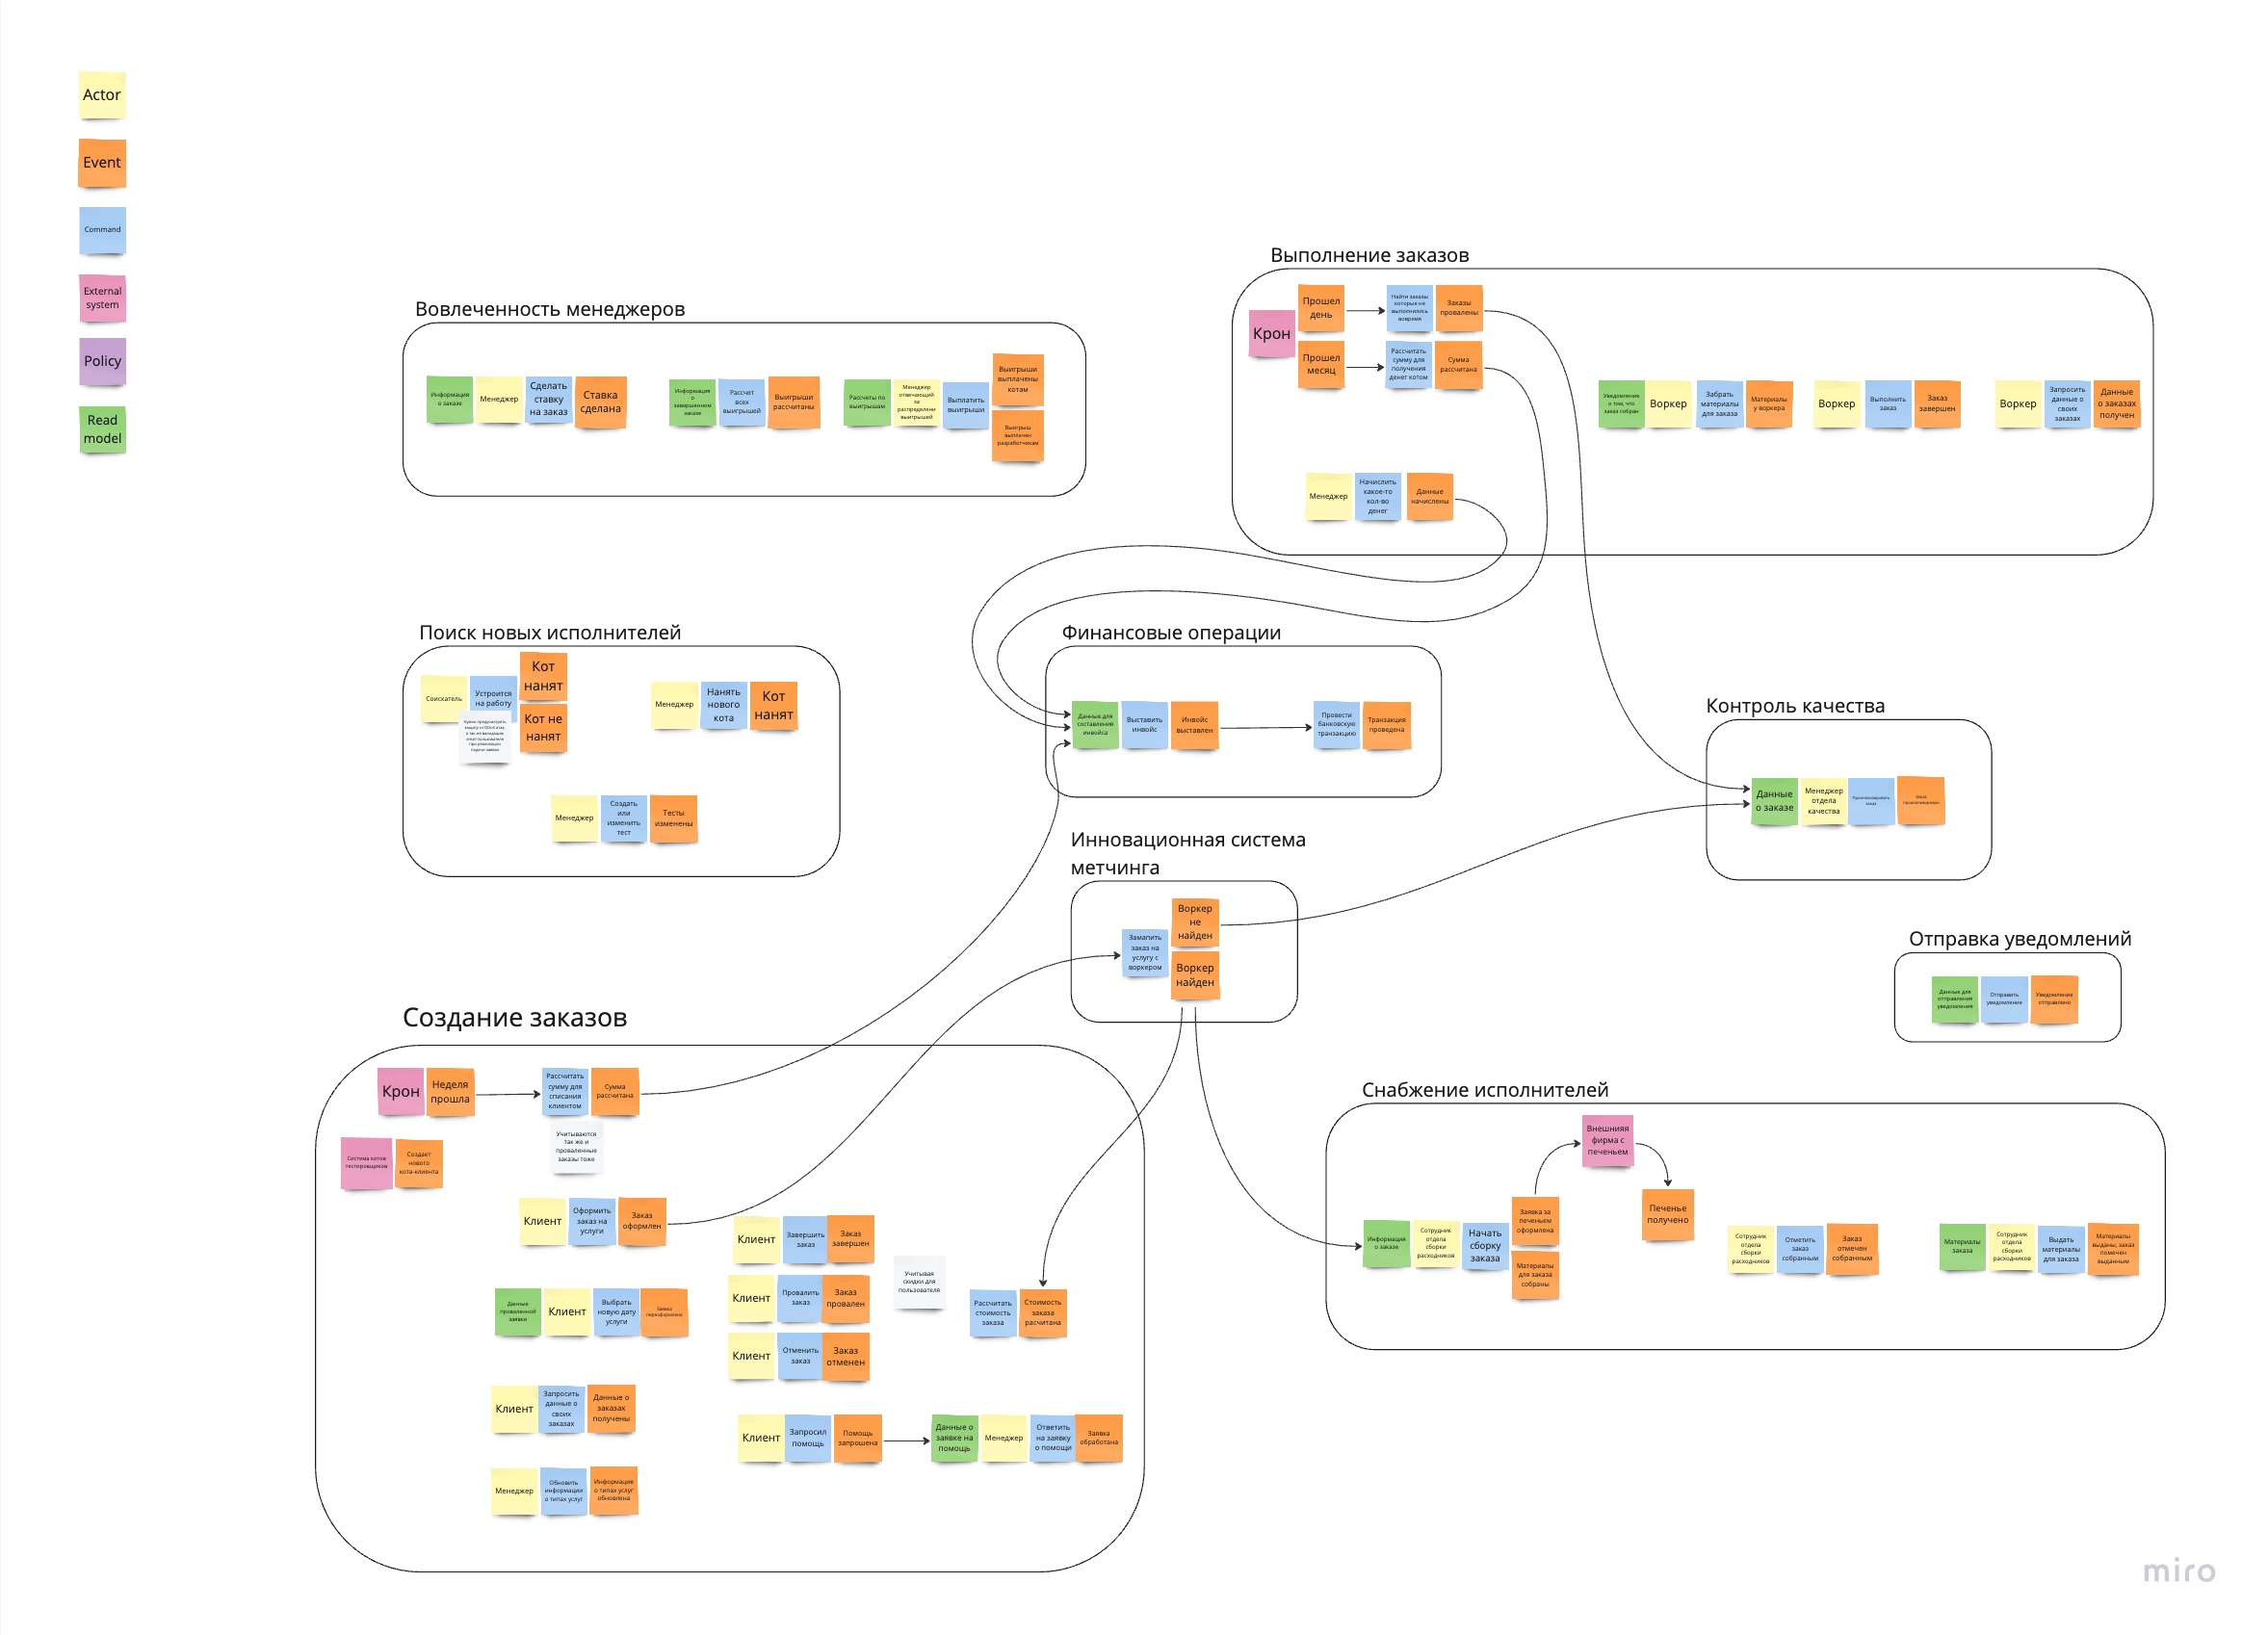 Actor
Event
Command
External
system
Policy
Read
model
Вовлеченность менеджеров
Информация
о заказе
Менеджер
Сделать
ставку
на заказ
Ставка
сделана
Информация
о
завершенном
заказе
Рассчет
всех
выигрышей
Выигрыши
рассчитаны
Рассчеты по
выигрышам
Менеджер
отвечающий
за
распределени
выигрышей
Выплатить
выигрыши
Выигрыши
выплачены
котам
Выигрыш
выплачен
разработчикам
Выполнение заказов
Крон
Прошел
день
Найти заказы
которые не
выполнились
вовремя
Заказы
провалены
Прошел
месяц
Рассчитать
сумму для
получения
денег котом
Сумма
рассчитана
Уведомление
о том, что
заказ собран
Воркер
Забрать
материалы
для заказа
Материалы
у воркера
Воркер
Выполнить
заказ
Заказ
завершен
Воркер
Запросить
данные о
своих
заказах
Данные
о заказах
получен
Менеджер
Начислить
какое-то
кол-во
денег
Данные
начислены
Поиск новых исполнителей
Соискатель
Устроится
на работу
Кот
нанят
Кот не
нанят
Менеджер
Нанять
нового
кота
Кот
нанят
Менеджер
Создать
или
изменить
тест
Тесты
изменены
Финансовые операции
Данные для
составления
инвойса
Выставить
инвойс
Инвойс
выставлен
Провести
банковскую
транзакцию
Транзакция
проведена
Контроль качества
Данные
о заказе
Менеджер
отдела
качества
заказ
Инновационная система
метчинга
Замапить
заказ на
услугу с
воркером
Воркер
не
найден
Воркер
найден
Отправка уведомлений
Данные для
отправления
уведомления
Отправить
уведомление
Уведомление
отправлено
Создание заказов
Крон
Неделя
прошла
Рассчитать
сумму для
списания
клиентом
Сумма
рассчитана
Учитываются
так же и
проваленные
заказы тоже
Система котов
тестировщиков
Создает
нового
кота-клиента
Клиент
Оформить
заказ на
услуги
Заказ
оформлен
Клиент
Завершить
заказ
Заказ
завершен
Данные
проваленной
заявки
Клиент
Выбрать
новую дату
услуги
Заявка
переоформлена
Клиент
Провалить
заказ
Заказ
провален
Учитывая
скидки для
пользователя
Рассчитать
стоимость
заказа
Стоимость
заказа
расчитана
Клиент
Отменить
заказ
Заказ
отменен
Клиент
Запросить
данные о
своих
заказах
Данные о
заказах
получены
Клиент
Запросил
помощь
Помощь
запрошена
Данные о
заявке на
помощь
Менеджер
Ответить
на заявку
о помощи
Заявка
обработана
Менеджер
Обновить
информации
о типах услуг
Информация
о типах услуг
обновлена
Снабжение исполнителей
Внешнияя
фирма с
печеньем
Информация
о заказе
Сотрудник
отдела
сборки
расходников
Начать
сборку
заказа
Заявка за
печеньем
оформлена
Материалы
для заказа
собраны
Печенье
получено
Сотрудник
отдела
сборки
расходников
Отметить
заказ
собранным
Заказ
отмечен
собранным
Материалы
заказа
Сотрудник
отдела
сборки
расходников
Выдать
материалы
для заказа
Материалы
выданы, заказ
помечен
выданным
miro